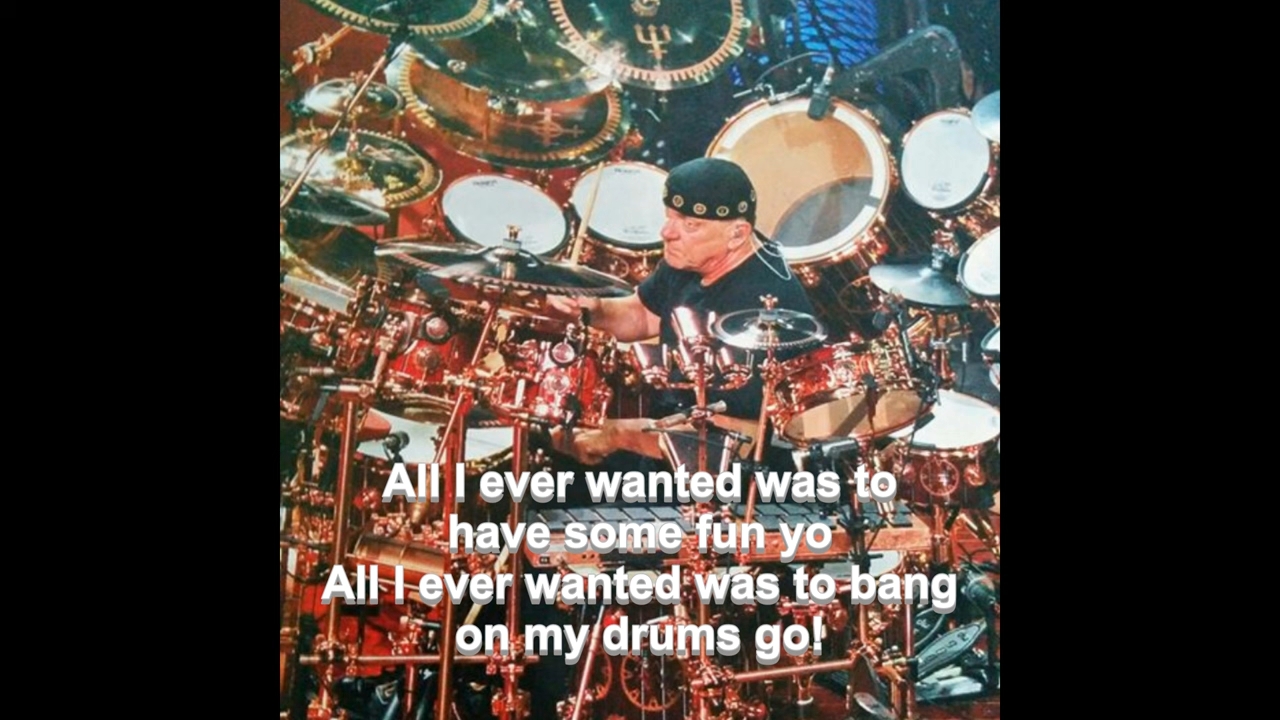 All I ever wanted was to
have some fun yo
All I ever wanted was to bang
on my drums go!